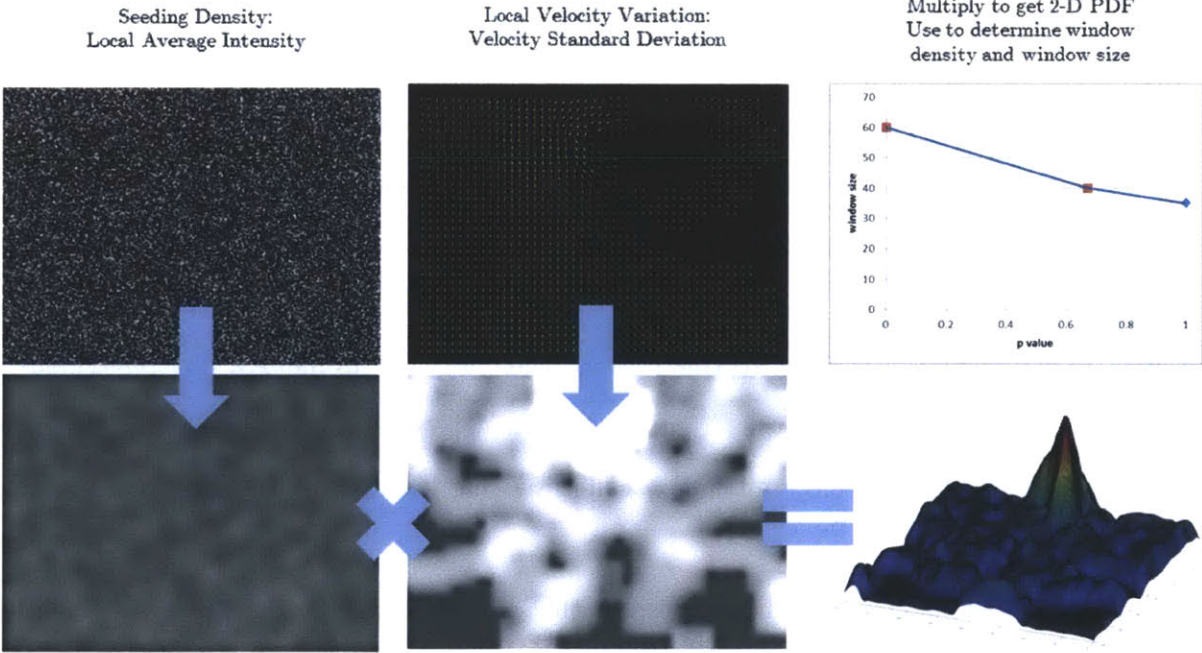 Seeding Density:
Local Average Intensity
Local Velocity Variation:
Velocity Standard Deviation
Multiply to get 2-D PDF
Use to determine window
density and window size
70
60
50
40
30
20
10
0
window size
0
0.2
0.4
0.6
0.8
1
p value